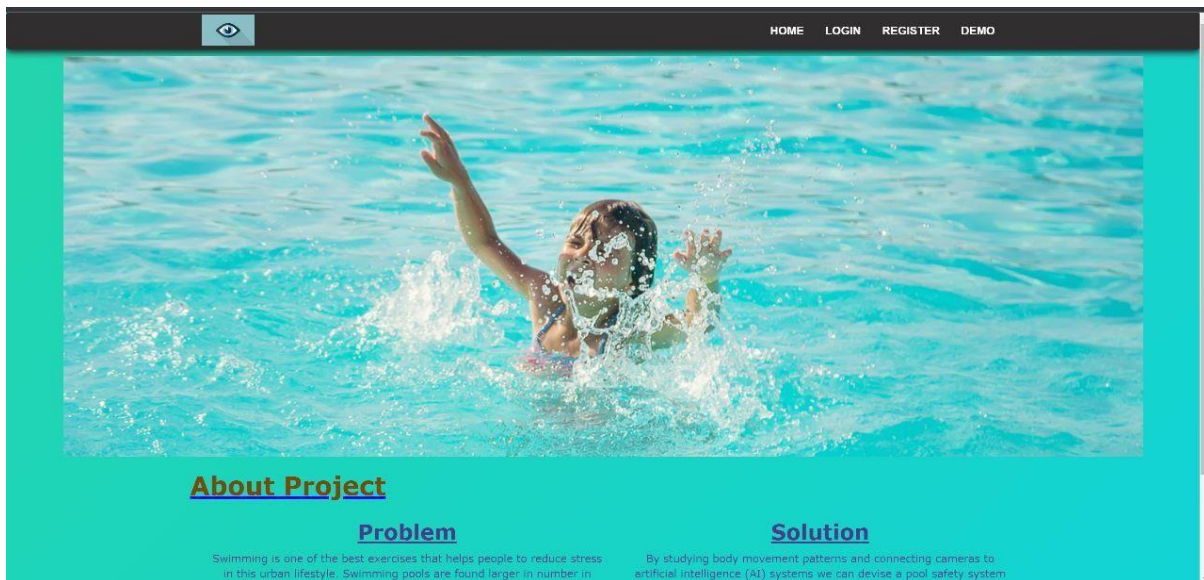 HOME LOGIN REGISTER DEMO
About Project
Problem
Swimming is one of the best exercises that helps people to reduce stress
in this urban lifestyle. Swimming pools are found larger in number in
Solution
By studying body movement patterns and connecting cameras to
artificial intelligence (AI) systems we can devise a pool safety system